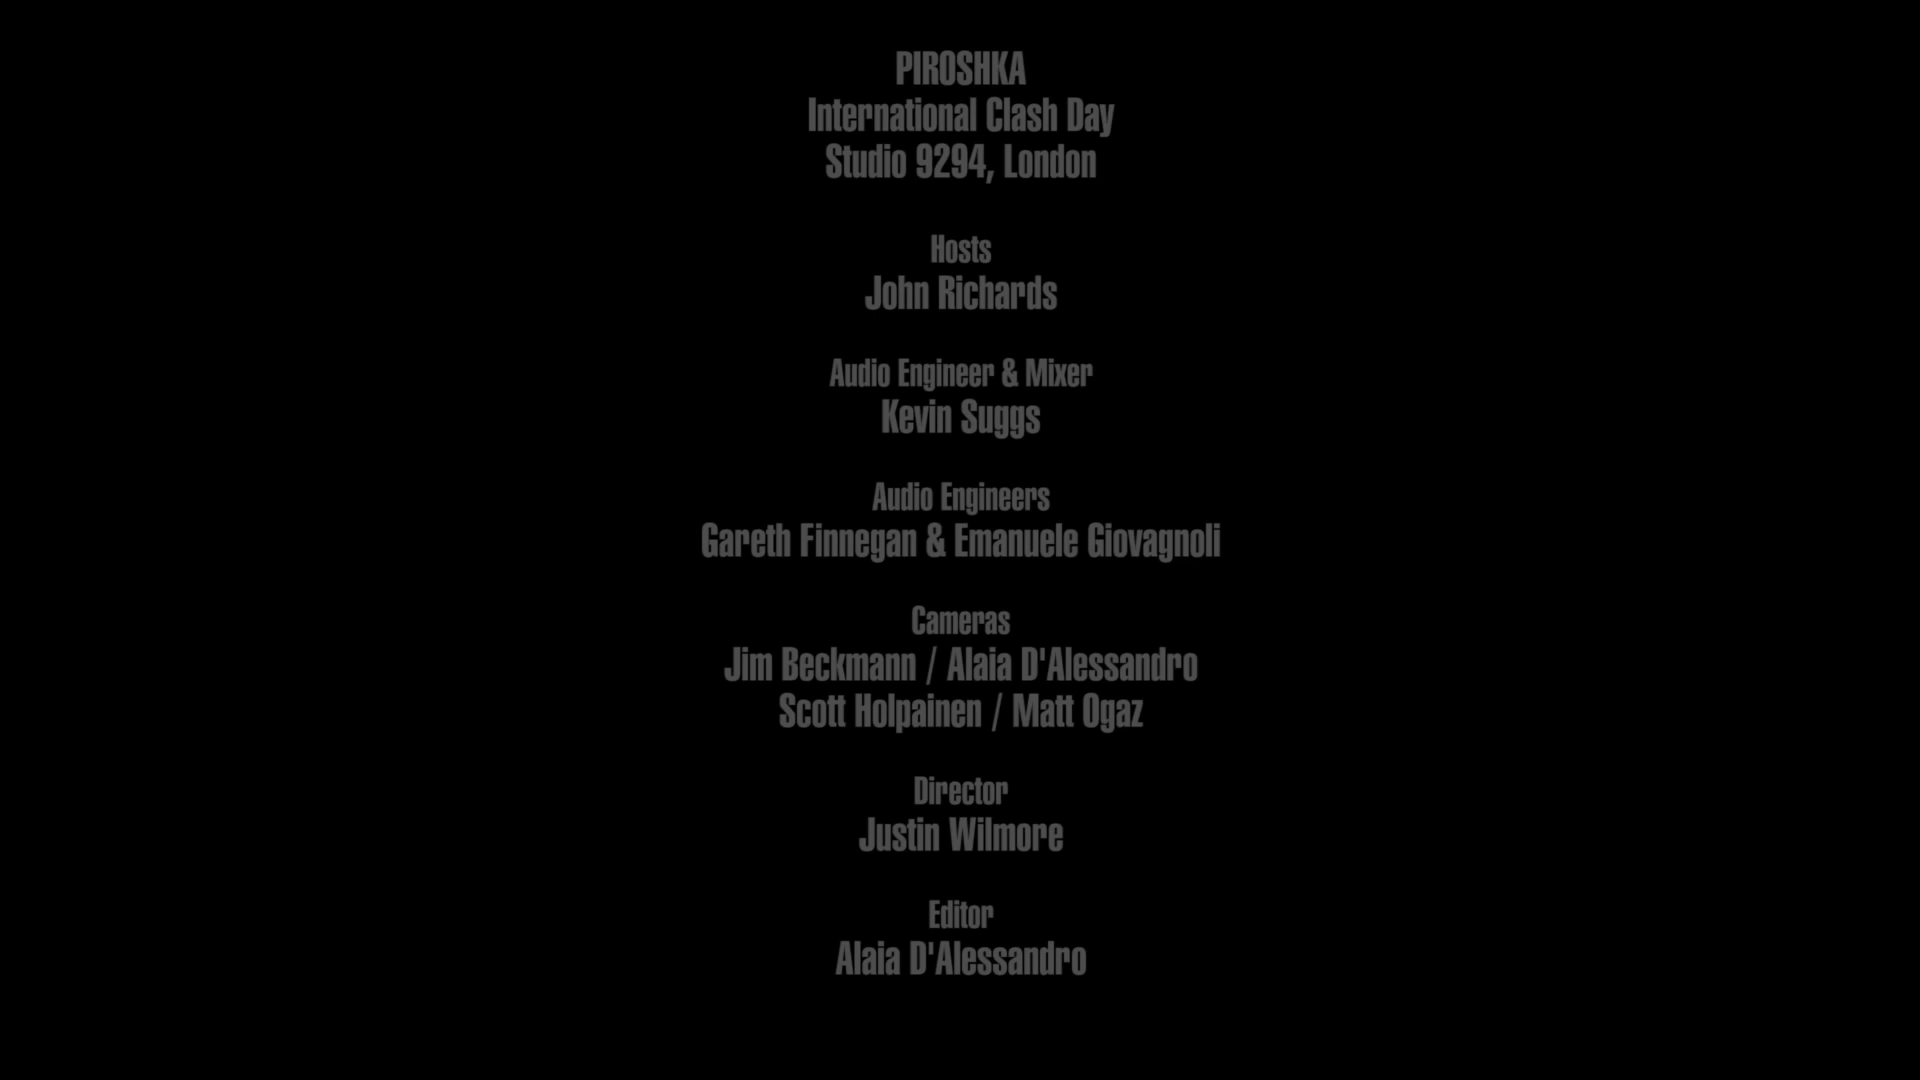 PIROSHKA
International Clash Day
Studio 9294, London
Hosts
John Richards
Audio Engineer & Mixer
Kevin Suggs
Audio Engineers
Gareth Finnegan & Emanuele Giovagnoli
Cameras
Jim Beckmann / Alaia D'Alessandro
Scott Holpainen / Matt Ogaz
Director
Justin Wilmore
Editor
Alaia D'Alessandro